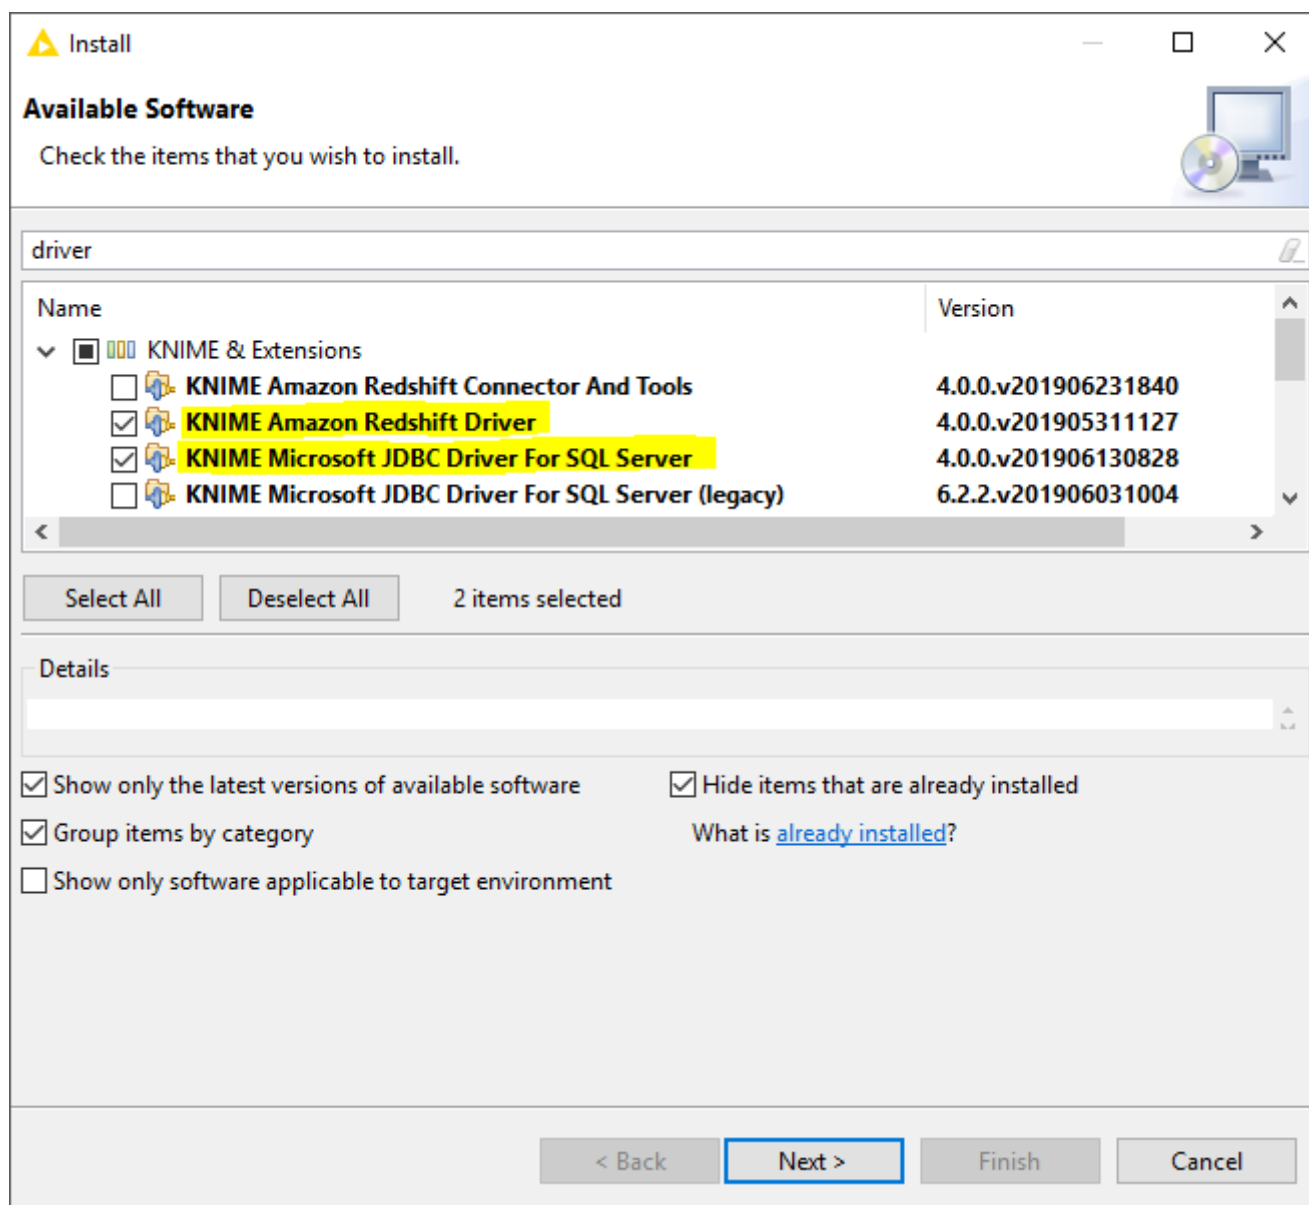 Install
Available Software
Check the items that you wish to install.
driver
Name Version
KNIME & Extensions
KNIME Amazon Redshift Connector And Tools 4.0.0.v201906231840
KNIME Amazon Redshift Driver 4.0.0.v201905311127
KNIME Microsoft JDBC Driver For SQL Server 4.0.0.v201906130828
KNIME Microsoft JDBC Driver For SQL Server (legacy) 6.2.2.v201906031004
Select All Deselect All 2 items selected
Details
Show only the latest versions of available software Hide items that are already installed
Group items by category What is already installed?
Show only software applicable to target environment
< Back Next > Finish Cancel